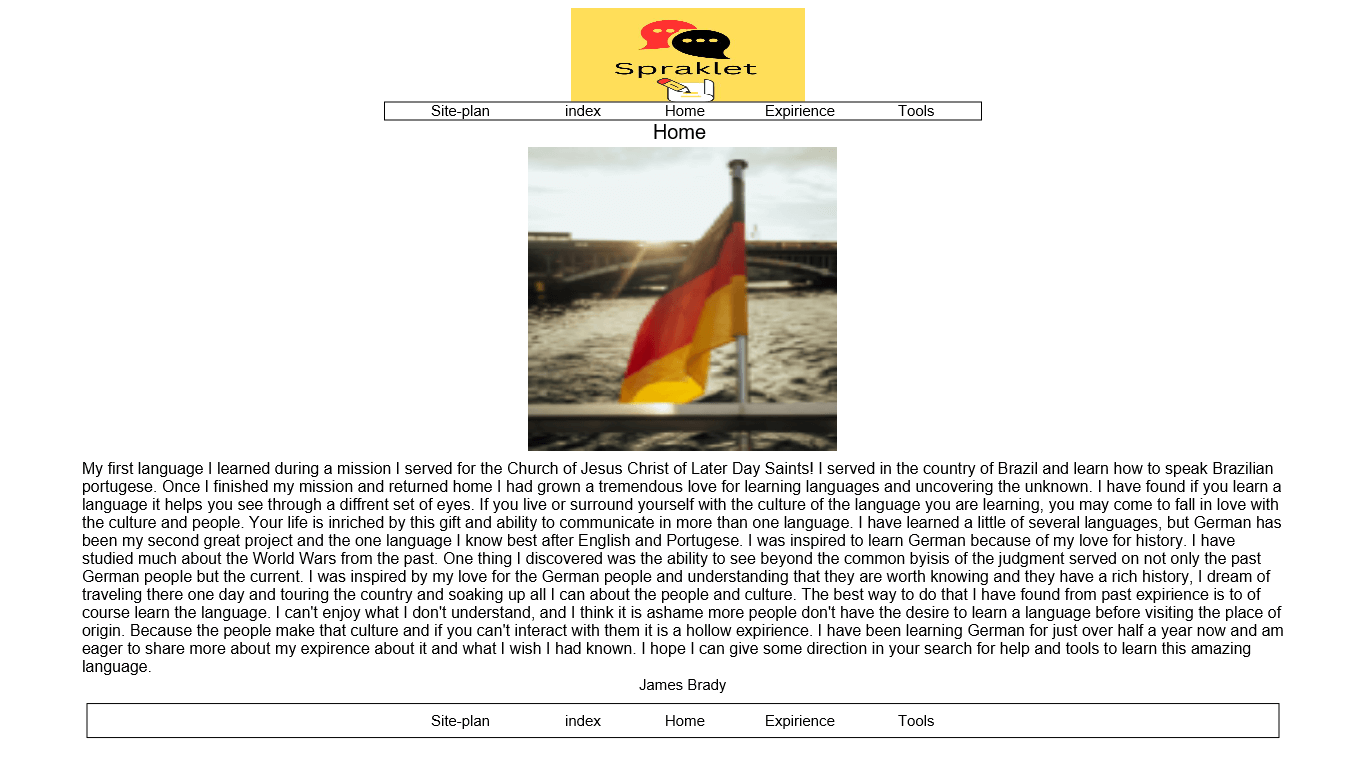 Spraklet
Site-plan index Home Expirience Tools
Home
My first language I learned during a mission I served for the Church of Jesus Christ of Later Day Saints! I served in the country of Brazil and learn how to speak Brazilian
portugese. Once I finished my mission and returned home I had grown a tremendous love for learning languages and uncovering the unknown. I have found if you learn a
language it helps you see through a diffrent set of eyes. If you live or surround yourself with the culture of the language you are learning, you may come to fall in love with
the culture and people. Your life is inriched by this gift and ability to communicate in more than one language. I have learned a little of several languages, but German has
been my second great project and the one language I know best after English and Portugese. I was inspired to learn German because of my love for history. I have
studied much about the World Wars from the past. One thing I discovered was the ability to see beyond the common byisis of the judgment served on not only the past
German people but the current. I was inspired by my love for the German people and understanding that they are worth knowing and they have a rich history, I dream of
traveling there one day and touring the country and soaking up all I can about the people and culture. The best way to do that I have found from past expirience is to of
course learn the language. I can't enjoy what I don't understand, and I think it is ashame more people don't have the desire to learn a language before visiting the place of
origin. Because the people make that culture and if you can't interact with them it is a hollow expirience. I have been learning German for just over half a year now and am
eager to share more about my expirence about it and what I wish I had known. I hope I can give some direction in your search for help and tools to learn this amazing
language.
James Brady
Site-plan index Home Expirience Tools